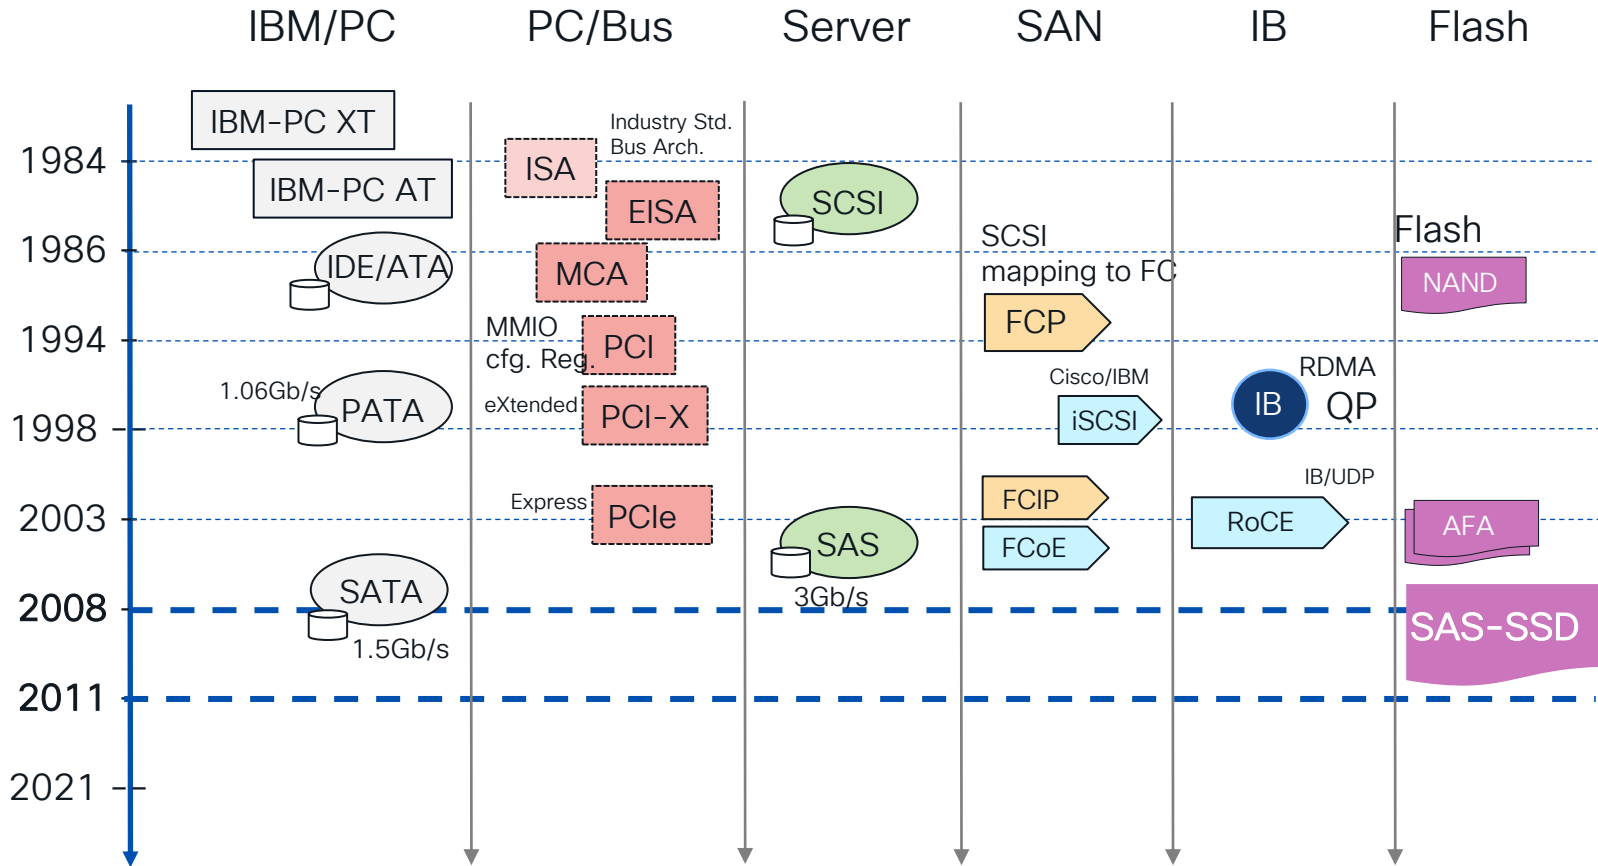 IBM/PC
PC/Bus
Server
SAN
IB
Flash
IBM-PC XT
Industry Std.
Bus Arch.
1984
ISA
IBM-PC AT
EISA
SCSI
1986
SCSI
mapping to FC
Flash
IDE/ATA
MCA
NAND
1994
MMIO
cfg. Reg.
PCI
FCP
1.06Gb/s
PATA
eXtended
PCI-X
Cisco/IBM
iSCSI
IB
RDMA
QP
1998
2003
Express
PCIe
SAS
3Gb/s
FCIP
FCoE
IB/UDP
RoCE
AFA
SATA
1.5Gb/s
2008
SAS-SSD
2011
2021